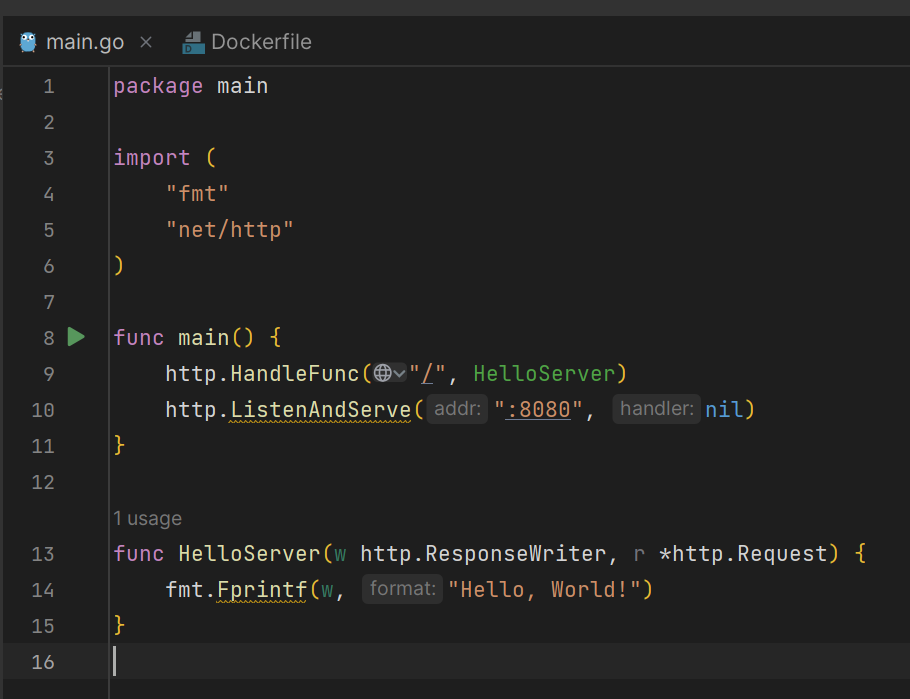 main.go Dockerfile
1 package main
2
3 import (
4 "fmt"
5 "net/http"
6 )
7
8 func main() {
9 http.HandleFunc("/", HelloServer)
10 http.ListenAndServe( addr: ":8080", handler: nil)
11 }
12
1 usage
13 func HelloServer(w http.ResponseWriter, r *http.Request) {
14 fmt.Fprintf(w, format: "Hello, World!")
15 }
16